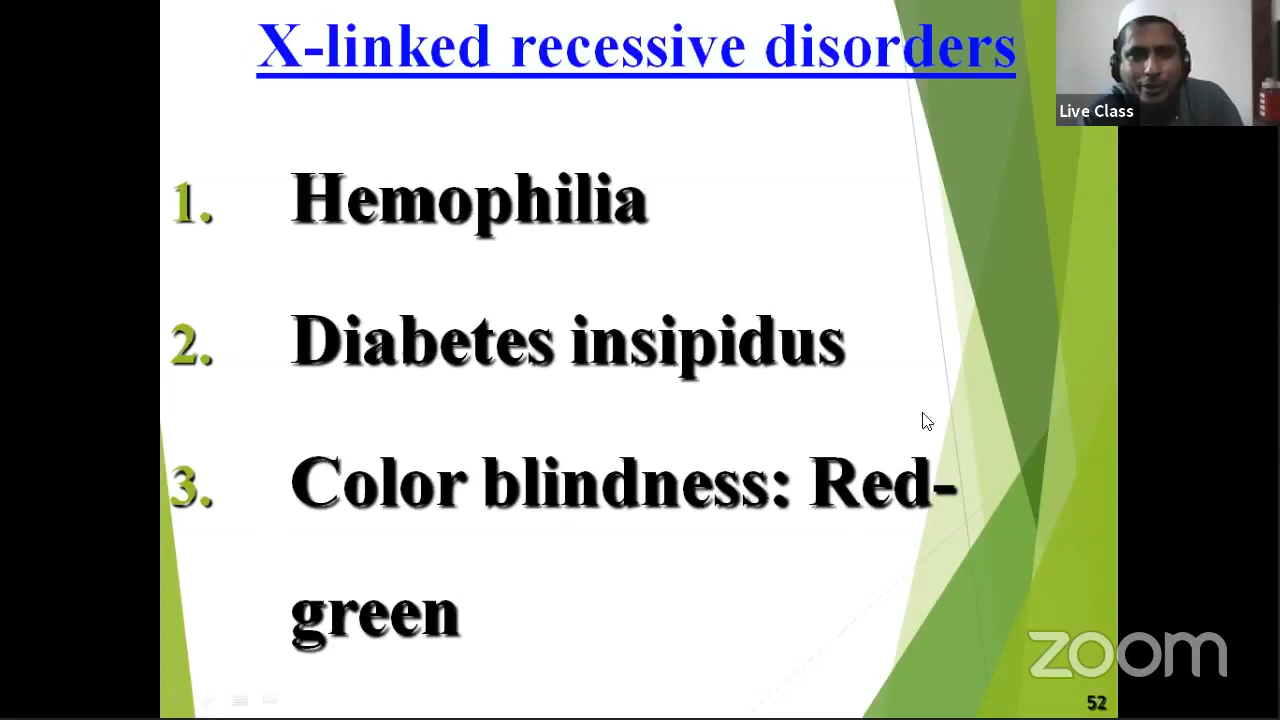 X-linked recessive disorders
Live Class
1. Hemophilia
2. Diabetes insipidus
3. Color blindness: Red-
green
zoom
52